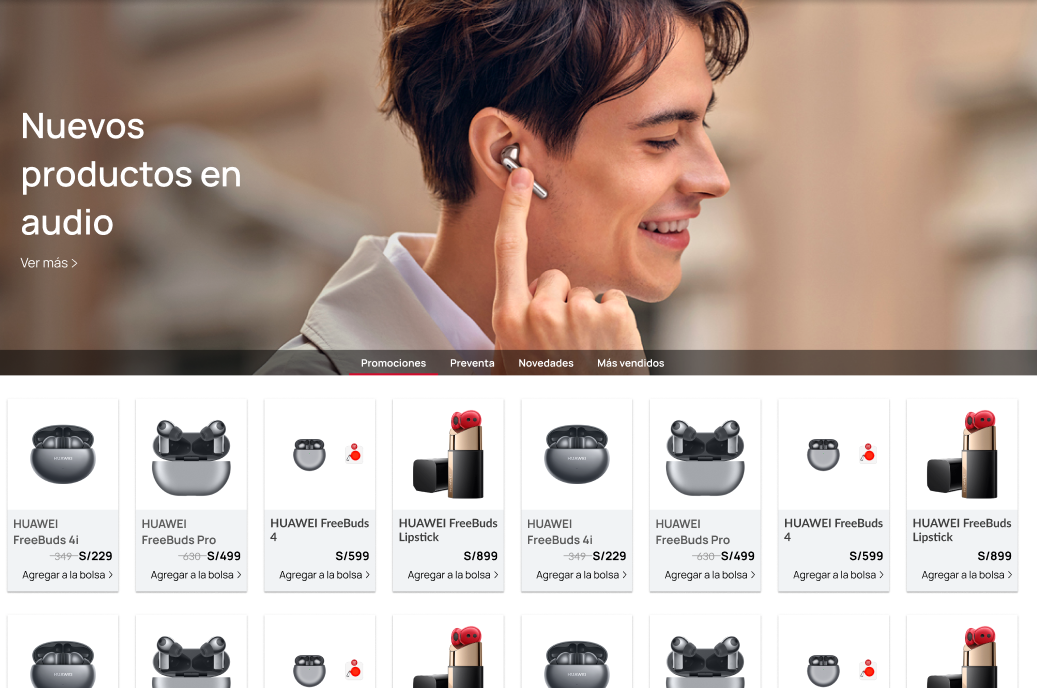 Nuevos
productos en
audio
Ver más >
Promociones Preventa Novedades Más vendidos
HUAWEI
FreeBuds 4i
349 S/229
Agregar a la bolsa >
HUAWEI
FreeBuds Pro
630 S/499
Agregar a la bolsa >
HUAWEI FreeBuds
4
S/599
Agregar a la bolsa >
HUAWEI FreeBuds
Lipstick
S/899
Agregar a la bolsa >
HUAWEI
FreeBuds 4i
349 S/229
Agregar a la bolsa >
HUAWEI
FreeBuds Pro
630 S/499
Agregar a la bolsa >
HUAWEI FreeBuds
4
S/599
Agregar a la bolsa >
HUAWEI FreeBuds
Lipstick
S/899
Agregar a la bolsa >